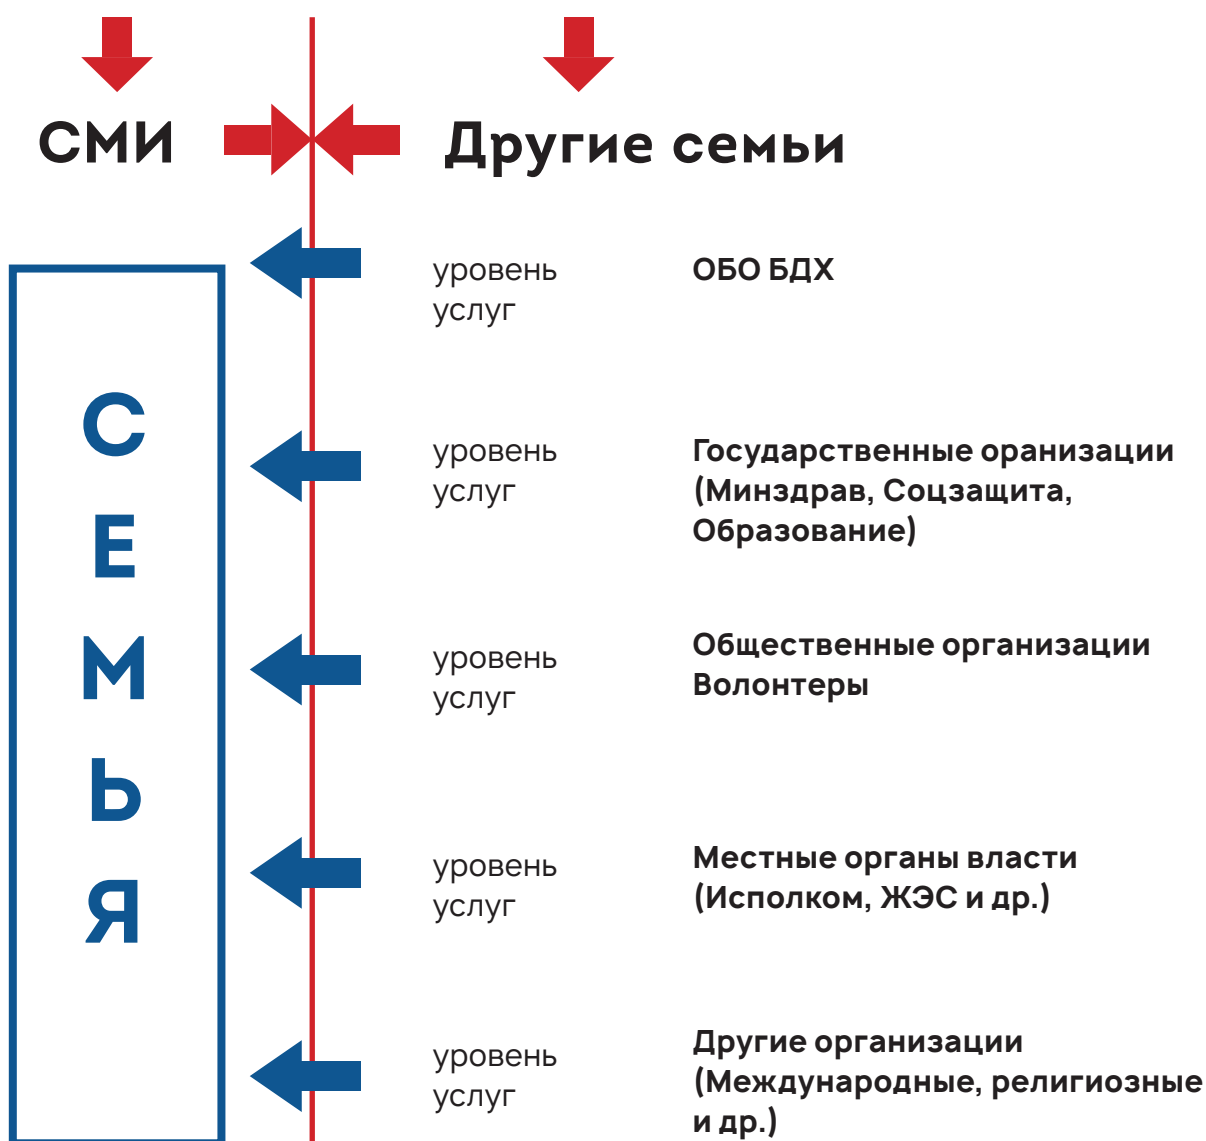 СМИ
Другие семьи
С
Е
М
Ь
Я
уровень
услуг
ОБО БДХ
уровень
услуг
Государственные оранизации
(Минздрав, Соцзащита,
Образование)
уровень
услуг
Общественные организации
Волонтеры
уровень
услуг
Местные органы власти
(Исполком, ЖЭС и др.)
уровень
услуг
Другие организации
(Международные, религиозные
и др.)